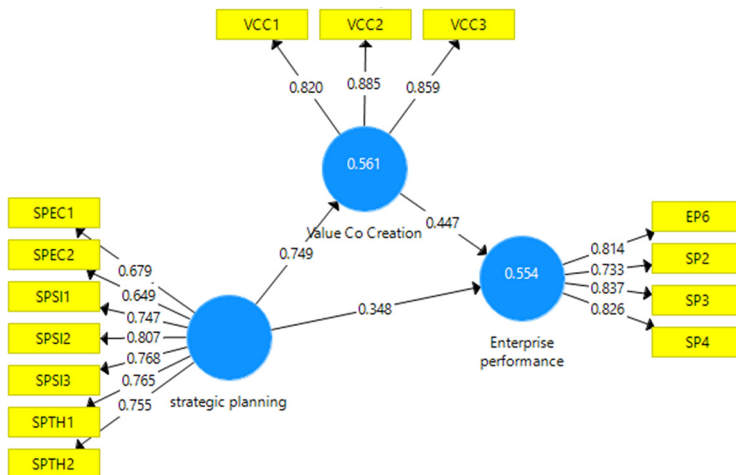 VCC1
VCC2
VCC3
0.820
0.885
0.859
0.561
Value Co Creation
SPEC1
SPEC2
SPSI1
SPSI2
SPSI3
SPTH1
SPTH2
0.679
0.649
0.747
0.807
0.768
0.765
0.755
strategic planning
0.749
0.447
0.348
0.554
Enterprise
performance
0.814
0.733
0.837
0.826
EP6
SP2
SP3
SP4